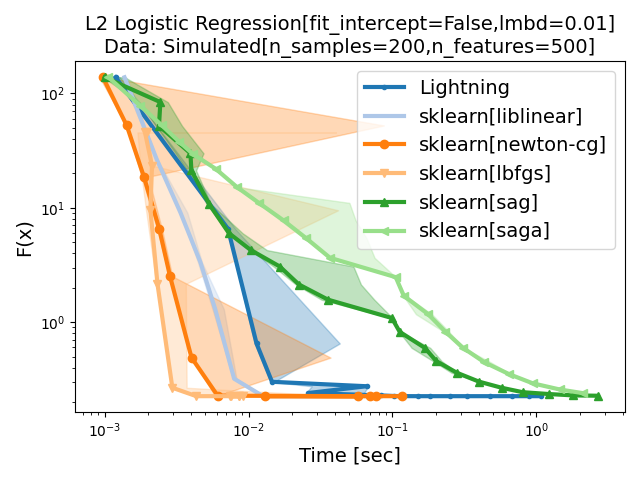 L2 Logistic Regression[fit_intercept=False,lmbd=0.01]
Data: Simulated[n_samples=200,n_features=500]
F(x)
10²
10¹
10⁰
Lightning
sklearn[liblinear]
sklearn[newton-cg]
sklearn[lbfgs]
sklearn[sag]
sklearn[saga]
10⁻³ 10⁻² 10⁻¹ 10⁰
Time [sec]